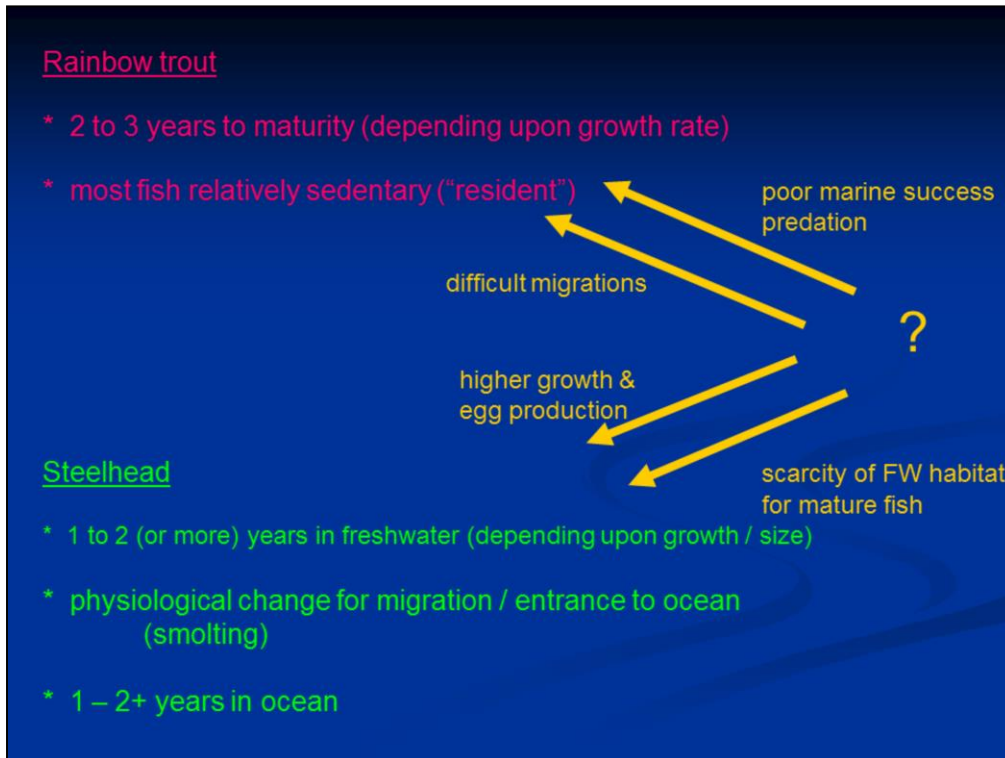 Rainbow trout
* 2 to 3 years to maturity (depending upon growth rate)
* most fish relatively sedentary (“resident”)
poor marine success
predation
difficult migrations
?
higher growth &
egg production
scarcity of FW habitat
for mature fish
Steelhead
* 1 to 2 (or more) years in freshwater (depending upon growth / size)
* physiological change for migration / entrance to ocean
(smolting)
* 1 – 2+ years in ocean